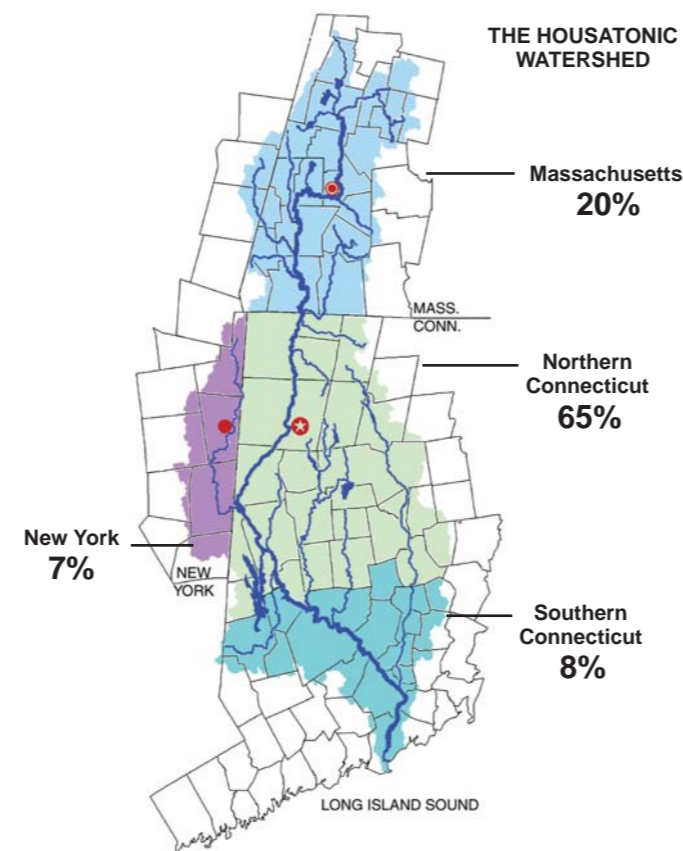 THE HOUSATONIC
WATERSHED
Massachusetts
20%
MASS.
CONN.
Northern
Connecticut
65%
New York
7%
NEW
YORK
Southern
Connecticut
8%
LONG ISLAND SOUND